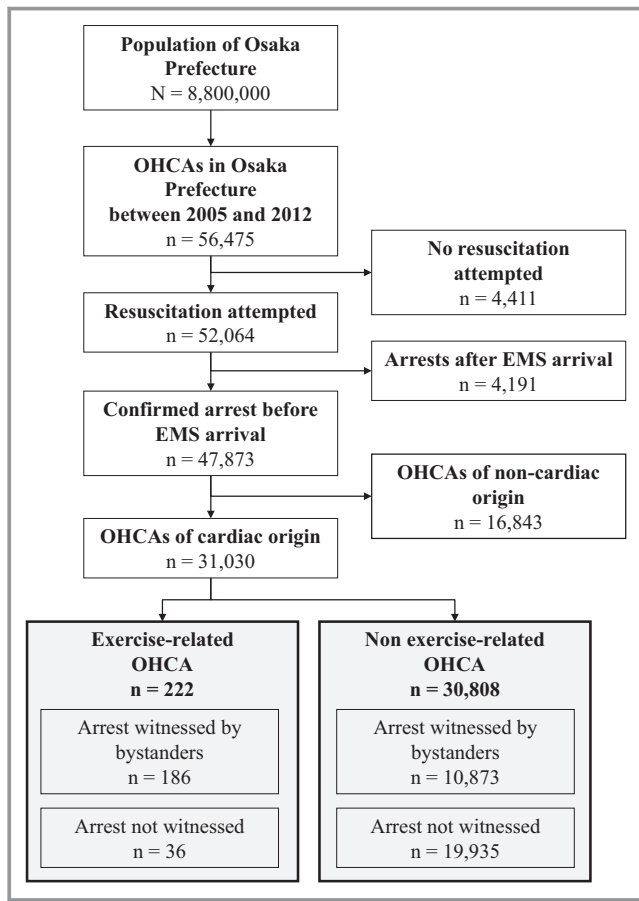 Population of Osaka
Prefecture
N = 8,800,000
OHCAs in Osaka
Prefecture
between 2005 and 2012
n = 56,475
No resuscitation
attempted
n = 4,411
Resuscitation attempted
n = 52,064
Arrests after EMS arrival
n = 4,191
Confirmed arrest before
EMS arrival
n = 47,873
OHCAs of non-cardiac
origin
n = 16,843
OHCAs of cardiac origin
n = 31,030
Exercise-related
OHCA
n = 222
Arrest witnessed by
bystanders
n = 186
Arrest not witnessed
n = 36
Non exercise-related
OHCA
n = 30,808
Arrest witnessed by
bystanders
n = 10,873
Arrest not witnessed
n = 19,935